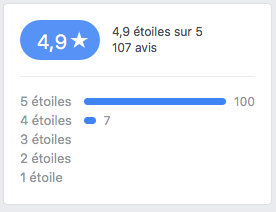 4,9 ★
4,9 étoiles sur 5
107 avis
5 étoiles 100
4 étoiles 7
3 étoiles
2 étoiles
1 étoile